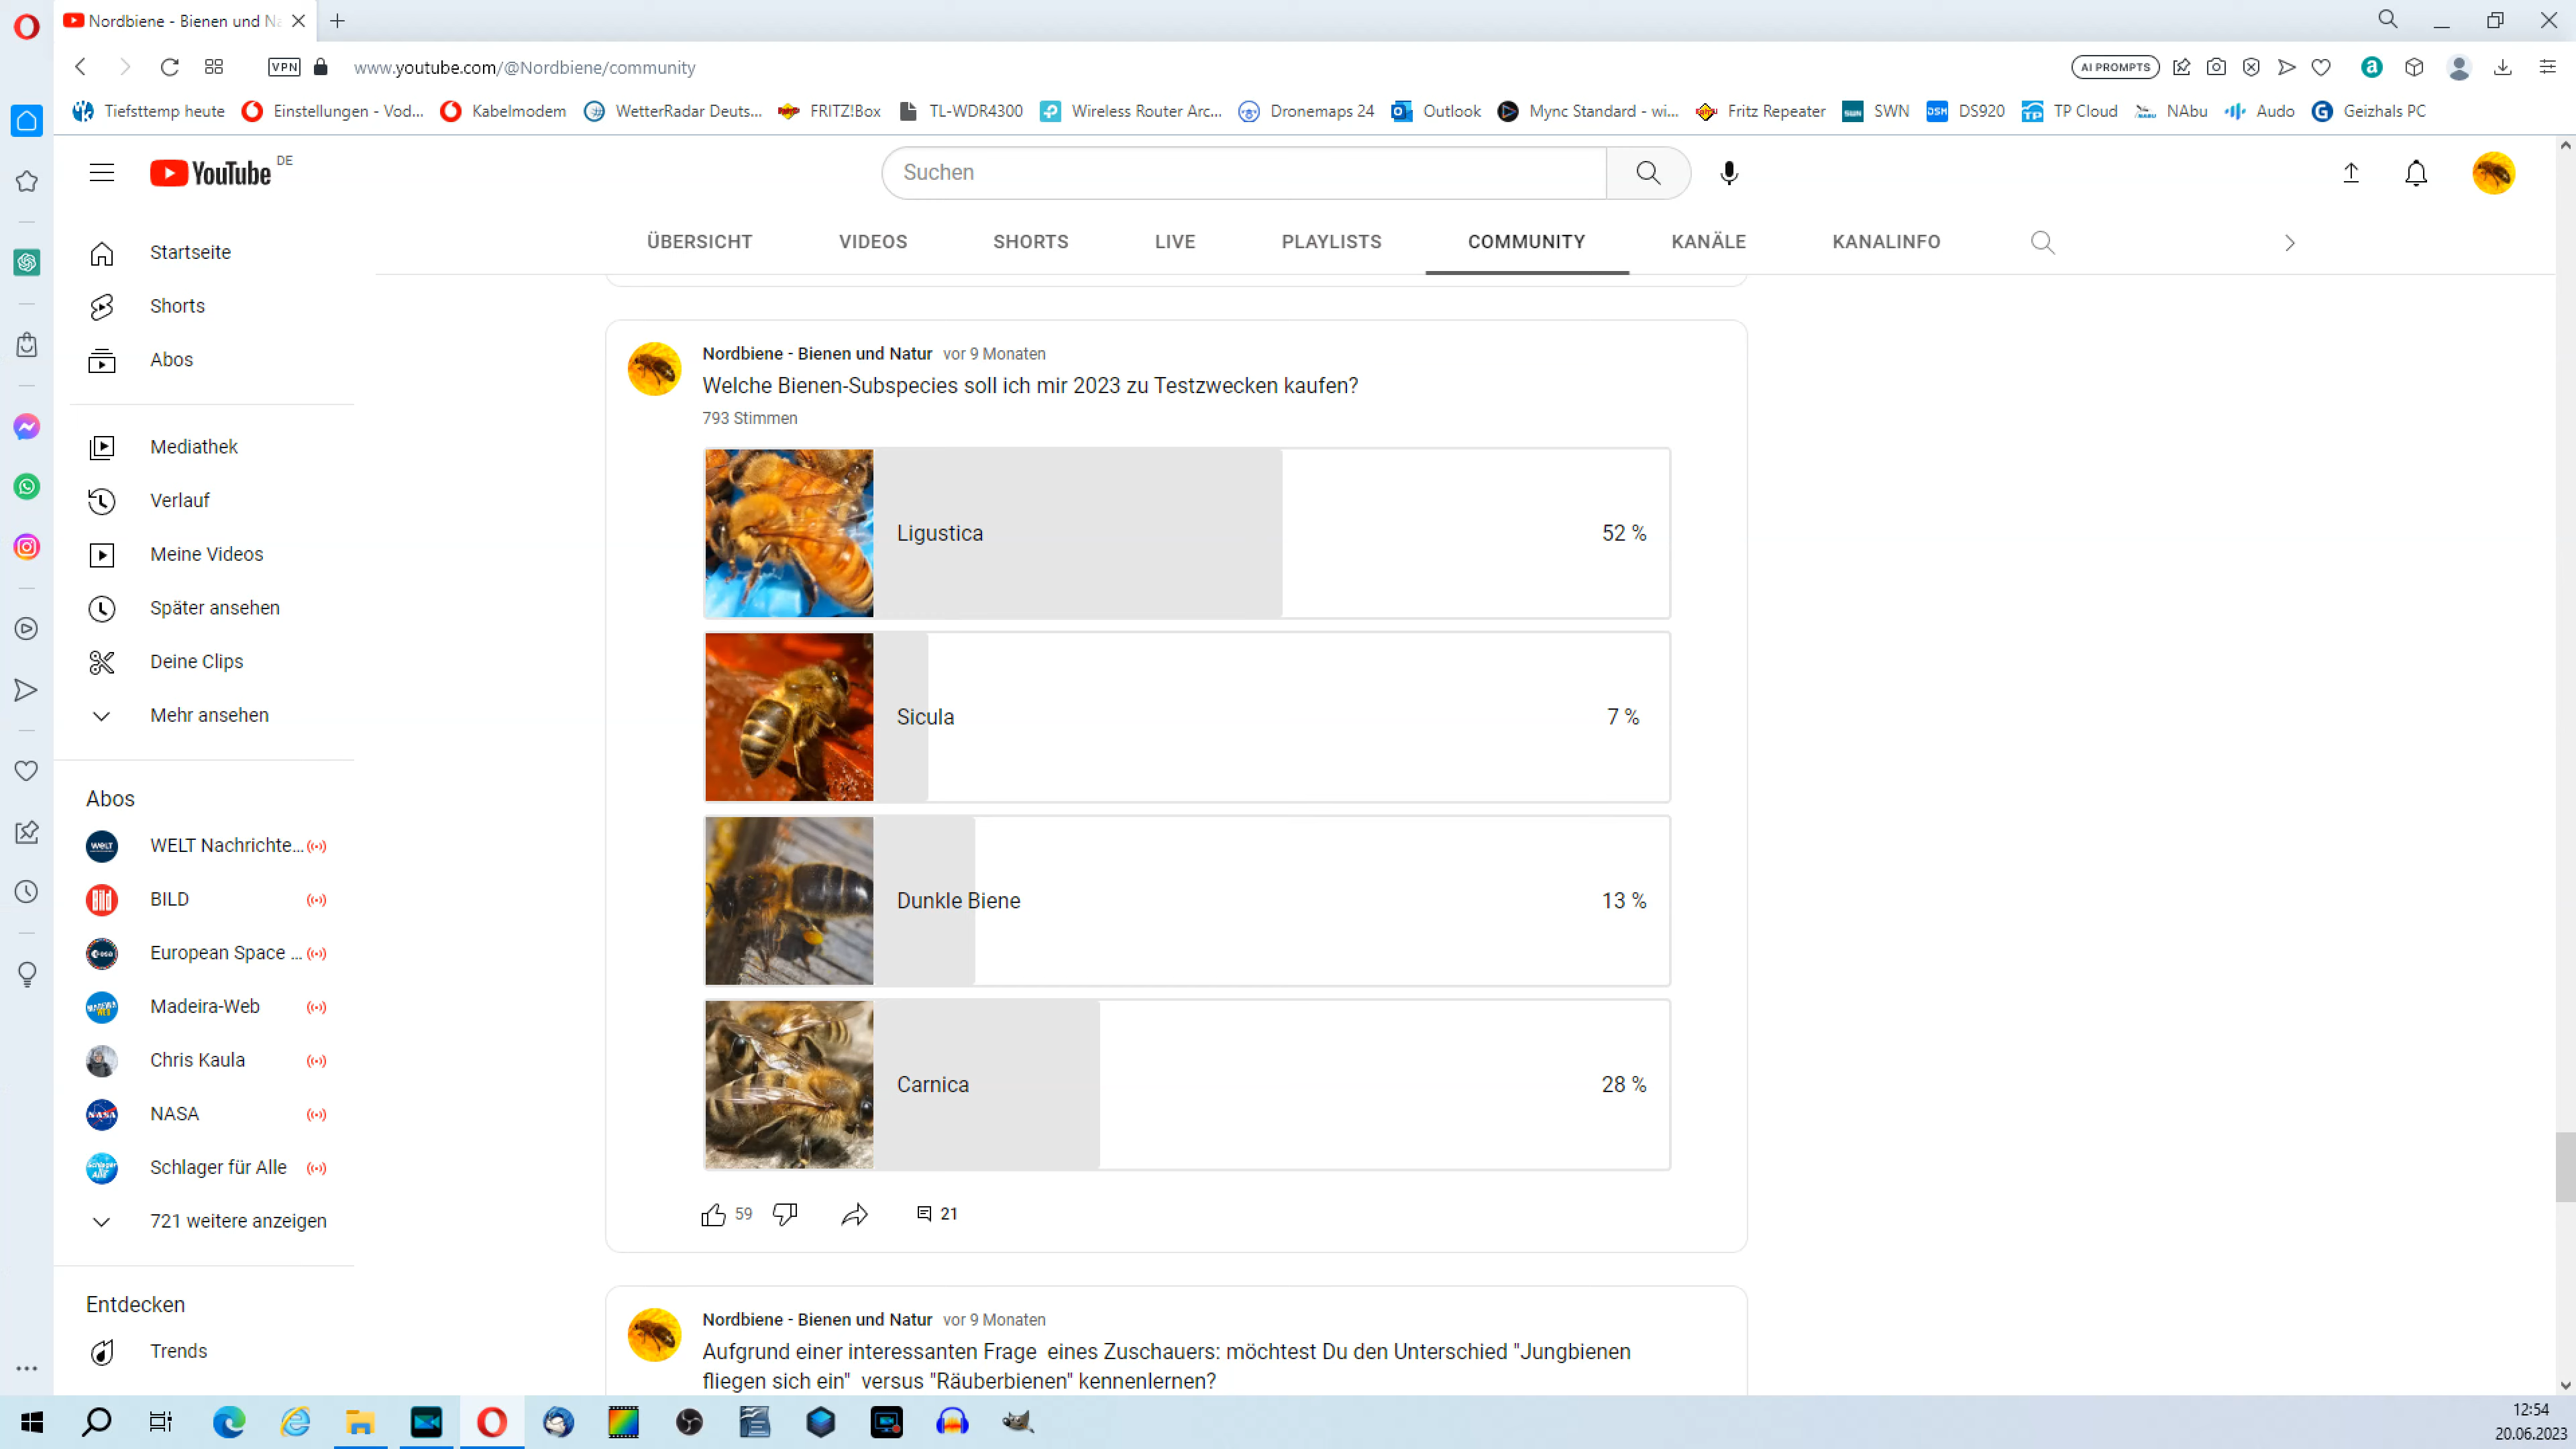 Nordbiene - Bienen und Na
www.youtube.com/@Nordbiene/community
VPN
AI PROMPTS
Tiefsttemp heute
Einstellungen - Vod...
Kabelmodem
WetterRadar Deuts...
FRITZ!Box
TL-WDR4300
Wireless Router Arc...
Dronemaps 24
Outlook
Mync Standard - wi...
Fritz Repeater
SWN
DS920
TP Cloud
NAbu
Audo
Geizhals PC
YouTube DE
Suchen
ÜBERSICHT
VIDEOS
SHORTS
LIVE
PLAYLISTS
COMMUNITY
KANÄLE
KANALINFO
Startseite
Shorts
Abos
Mediathek
Verlauf
Meine Videos
Später ansehen
Deine Clips
Mehr ansehen
Abos
WELT Nachrichte...
BILD
European Space ...
Madeira-Web
Chris Kaula
NASA
Schlager für Alle
721 weitere anzeigen
Entdecken
Trends
Nordbiene - Bienen und Natur vor 9 Monaten
Welche Bienen-Subspecies soll ich mir 2023 zu Testzwecken kaufen?
793 Stimmen
Ligustica 52 %
Sicula 7 %
Dunkle Biene 13 %
Carnica 28 %
59
21
Nordbiene - Bienen und Natur vor 9 Monaten
Aufgrund einer interessanten Frage eines Zuschauers: möchtest Du den Unterschied "Jungbienen
fliegen sich ein" versus "Räuberbienen" kennenlernen?
12:54
20.06.2023